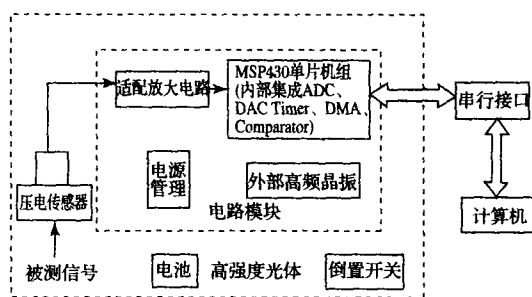 适配放大电路
MSP430单片机组
(内部集成ADC、
DAC Timer、DMA、
Comparator)
串行接口
计算机
压电传感器
被测信号
电源
管理
外部高频晶振
电路模块
电池
高强度光体
倒置开关